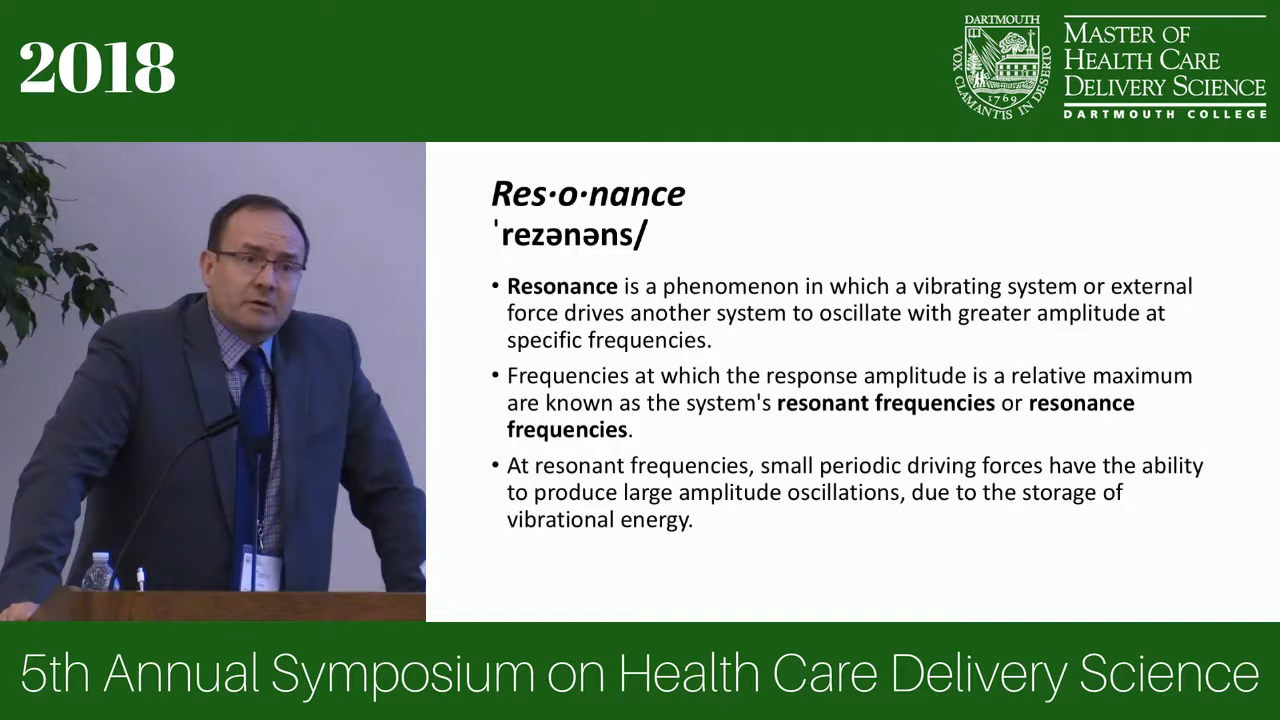 2018
DARTMOUTH
VOX CLAMANTIS IN DESERTO
1769
MASTER OF
HEALTH CARE
DELIVERY SCIENCE
DARTMOUTH COLLEGE
Res·o·nance
ˈrezənəns/
• Resonance is a phenomenon in which a vibrating system or external
force drives another system to oscillate with greater amplitude at
specific frequencies.
• Frequencies at which the response amplitude is a relative maximum
are known as the system's resonant frequencies or resonance
frequencies.
• At resonant frequencies, small periodic driving forces have the ability
to produce large amplitude oscillations, due to the storage of
vibrational energy.
5th Annual Symposium on Health Care Delivery Science